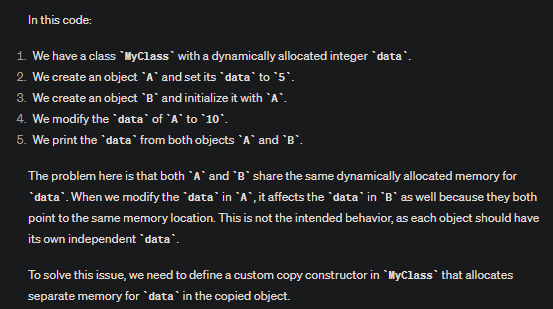 In this code:
1. We have a class `MyClass` with a dynamically allocated integer `data`.
2. We create an object `A` and set its `data` to `5`.
3. We create an object `B` and initialize it with `A`.
4. We modify the `data` of `A` to `10`.
5. We print the `data` from both objects `A` and `B`.
The problem here is that both `A` and `B` share the same dynamically allocated memory for
`data`. When we modify the `data` in `A`, it affects the `data` in `B` as well because they both
point to the same memory location. This is not the intended behavior, as each object should have
its own independent `data`.
To solve this issue, we need to define a custom copy constructor in `MyClass` that allocates
separate memory for `data` in the copied object.